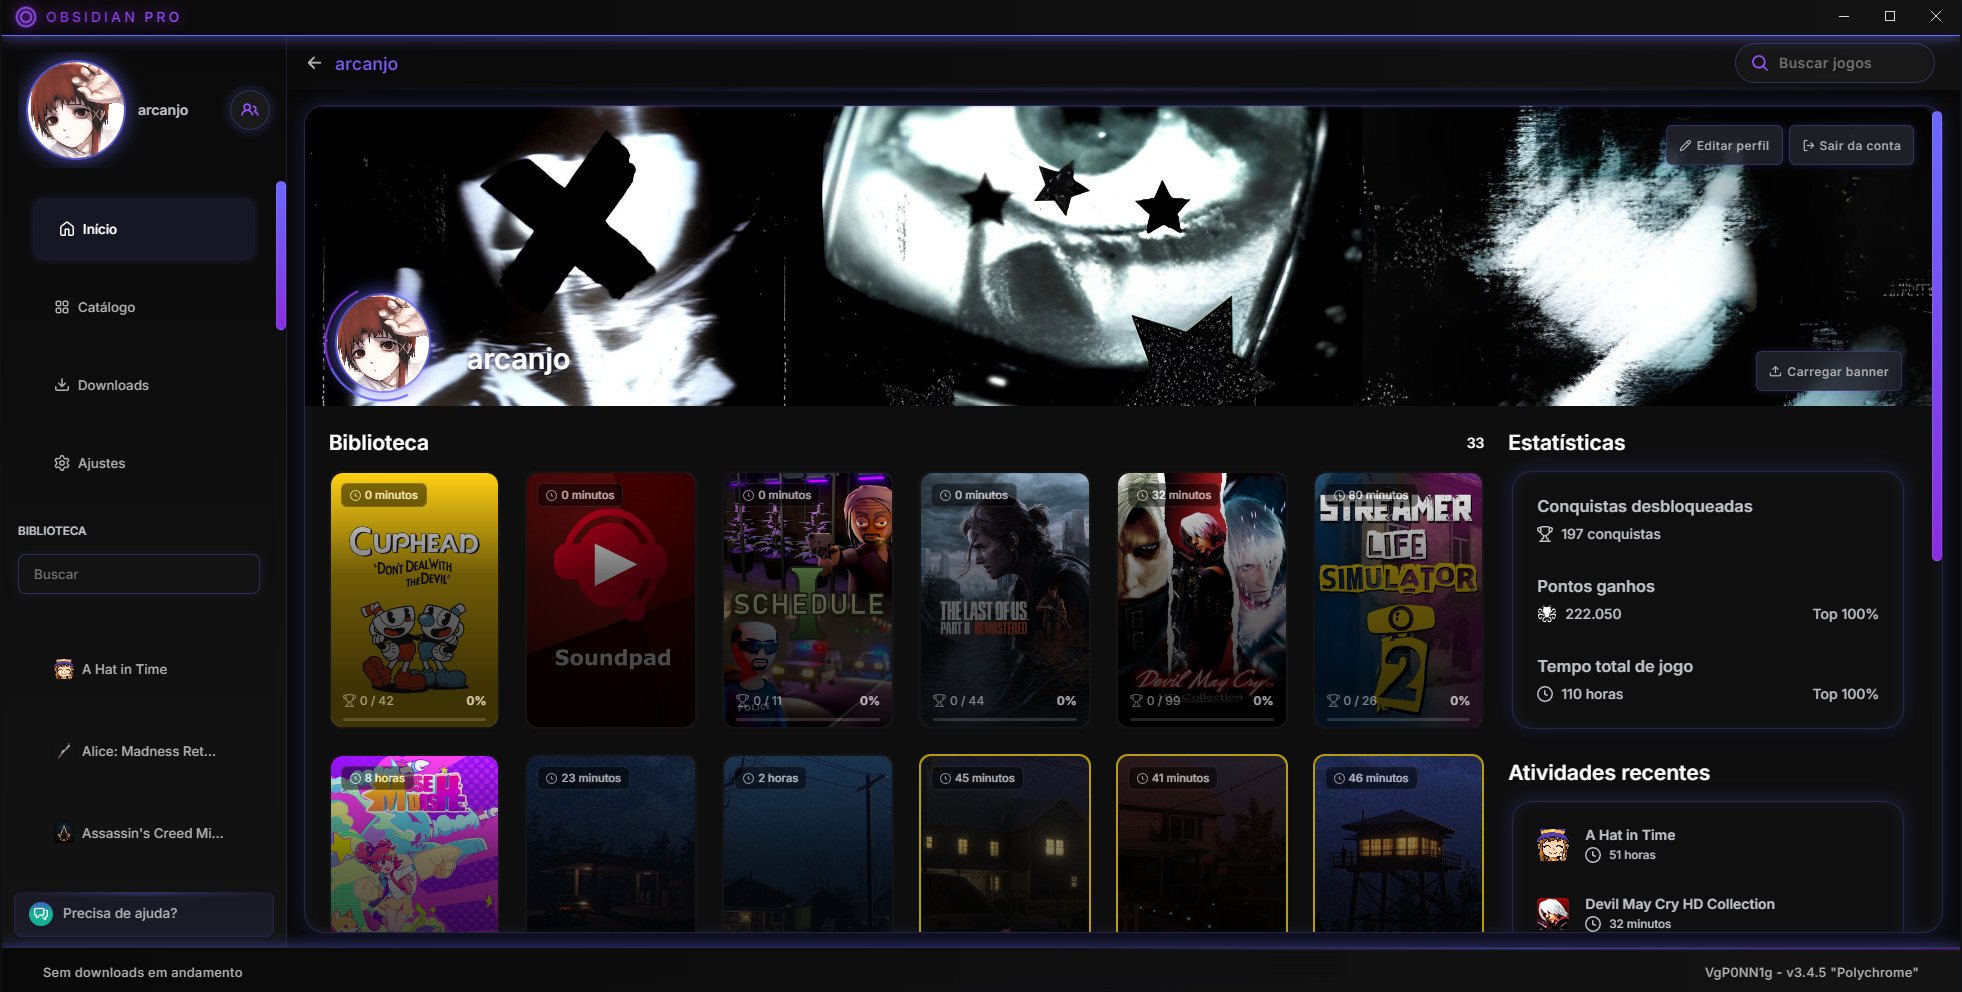 OBSIDIAN PRO
arcanjo
Buscar jogos
arcanjo
Início
Catálogo
Downloads
Ajustes
BIBLIOTECA
Buscar
A Hat in Time
Alice: Madness Ret...
Assassin's Creed Mi...
Precisa de ajuda?
Editar perfil
Sair da conta
arcanjo
Carregar banner
Biblioteca
33
0 minutos
CUPHEAD
"DON'T DEAL WITH
THE DEVIL"
0 / 42
0%
0 minutos
Soundpad
0 minutos
SCHEDULE
I
POLICE
0 / 11
0%
0 minutos
THE LAST OF US
PART II REMASTERED
0 / 44
0%
32 minutos
Devil May Cry
HD Collection
0 / 99
0%
80 minutos
STREAMER
LIFE
SIMULATOR
2
0 / 26
0%
8 horas
MUSE
DASH
23 minutos
2 horas
45 minutos
41 minutos
46 minutos
Estatísticas
Conquistas desbloqueadas
197 conquistas
Pontos ganhos
222.050
Top 100%
Tempo total de jogo
110 horas
Top 100%
Atividades recentes
A Hat in Time
51 horas
Devil May Cry HD Collection
32 minutos
Sem downloads em andamento
VgP0NN1g - v3.4.5 "Polychrome"